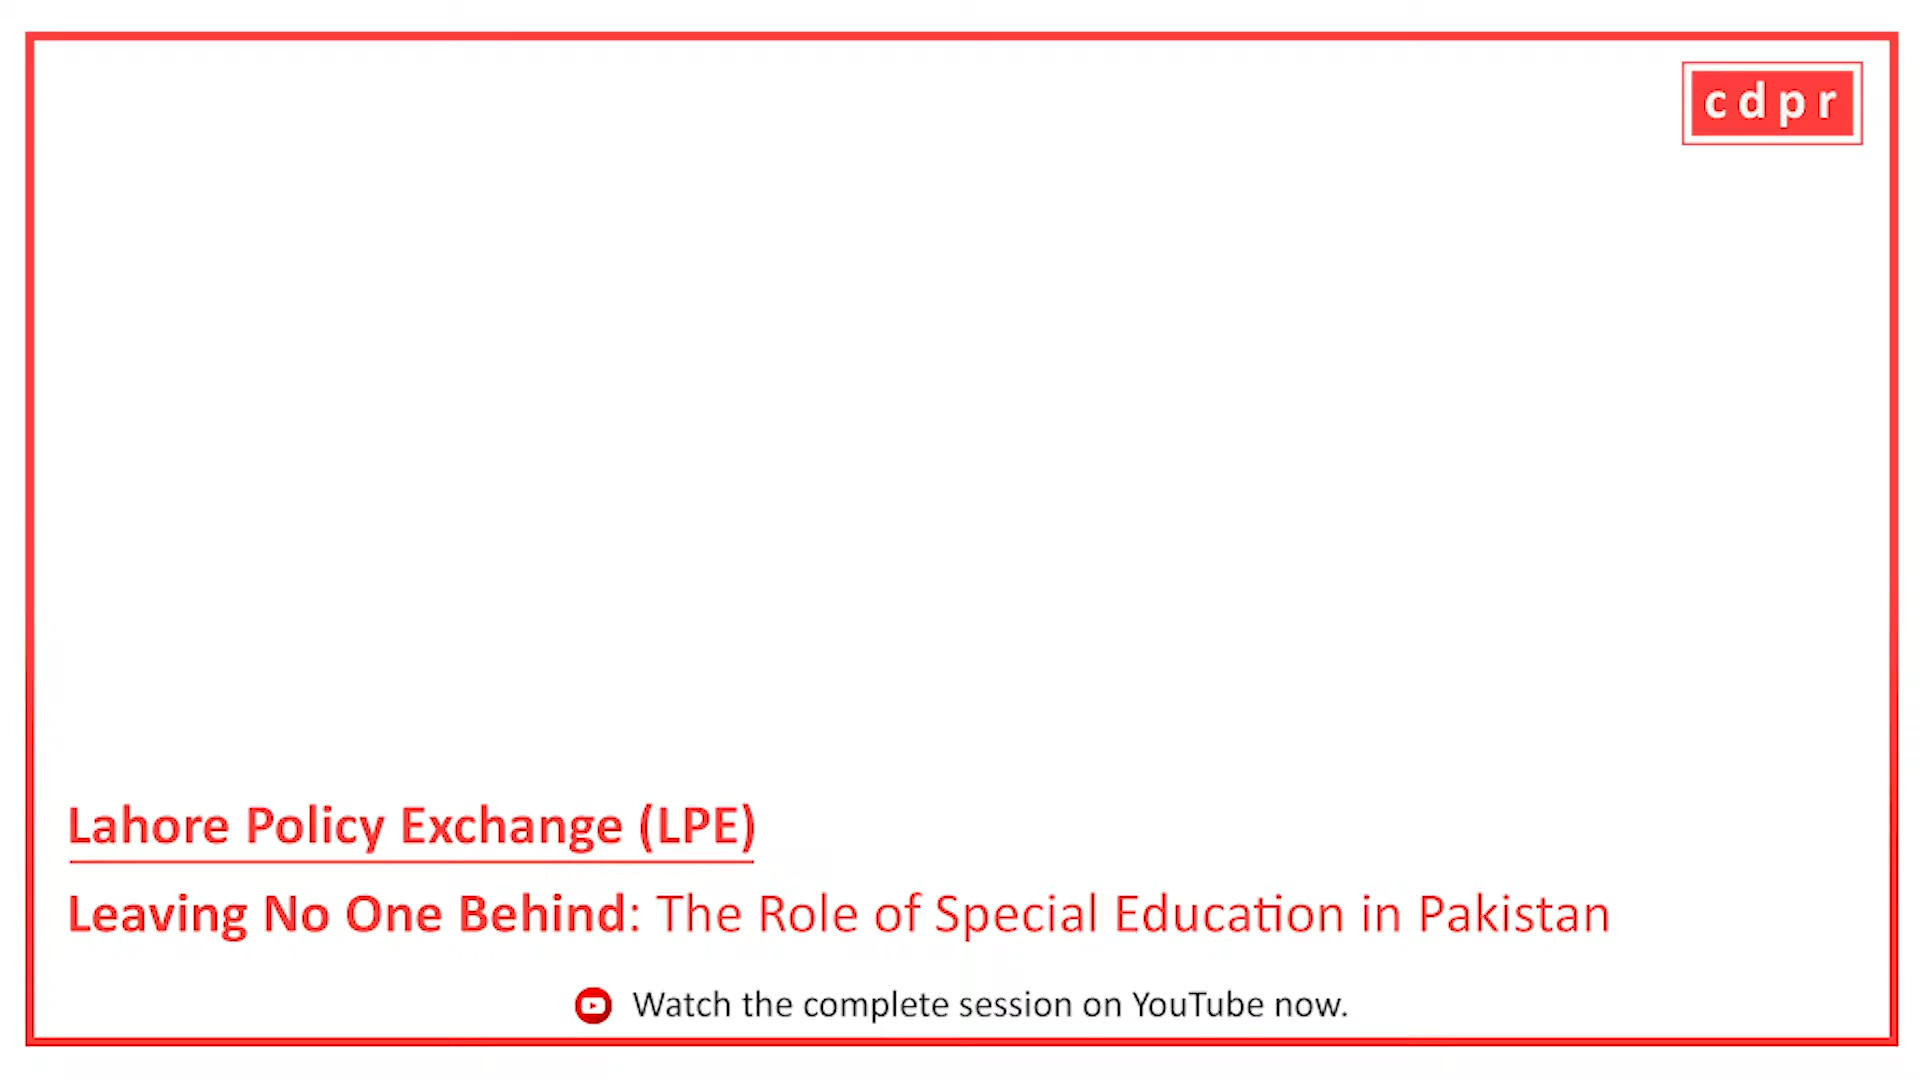 cdpr
Lahore Policy Exchange (LPE)
Leaving No One Behind: The Role of Special Education in Pakistan
Watch the complete session on YouTube now.